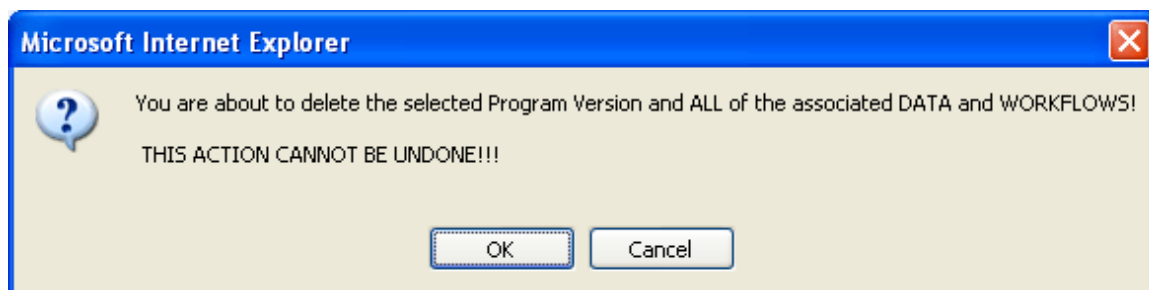 Microsoft Internet Explorer
?
You are about to delete the selected Program Version and ALL of the associated DATA and WORKFLOWS!
THIS ACTION CANNOT BE UNDONE!!!
OK
Cancel